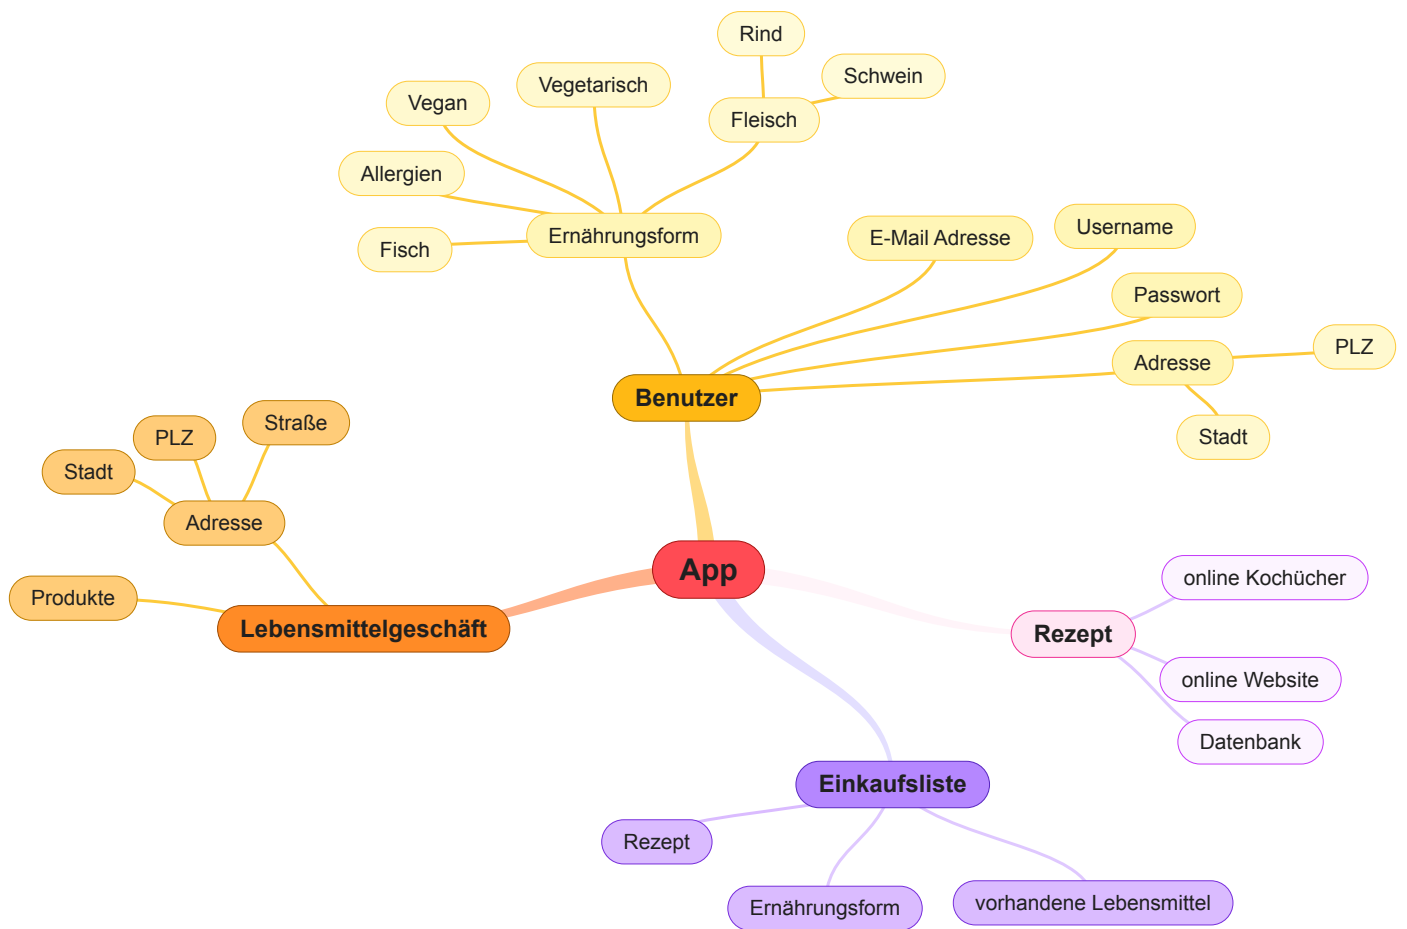 Rind
Schwein
Vegetarisch
Vegan
Fleisch
Allergien
Ernährungsform
Fisch
E-Mail Adresse
Username
Passwort
Adresse
PLZ
Stadt
Benutzer
Straße
PLZ
Stadt
Adresse
Produkte
Lebensmittelgeschäft
App
online Kochücher
Rezept
online Website
Datenbank
Einkaufsliste
Rezept
Ernährungsform
vorhandene Lebensmittel